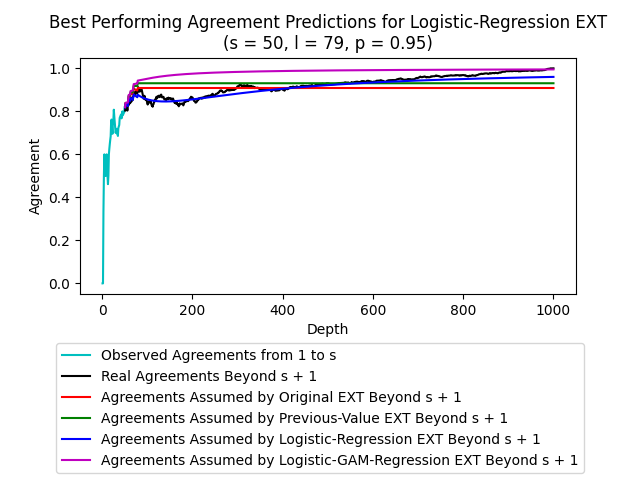 Best Performing Agreement Predictions for Logistic-Regression EXT
(s = 50, l = 79, p = 0.95)
1.0
0.8
0.6
0.4
0.2
0.0
Agreement
0 200 400 600 800 1000
Depth
Observed Agreements from 1 to s
Real Agreements Beyond s + 1
Agreements Assumed by Original EXT Beyond s + 1
Agreements Assumed by Previous-Value EXT Beyond s + 1
Agreements Assumed by Logistic-Regression EXT Beyond s + 1
Agreements Assumed by Logistic-GAM-Regression EXT Beyond s + 1